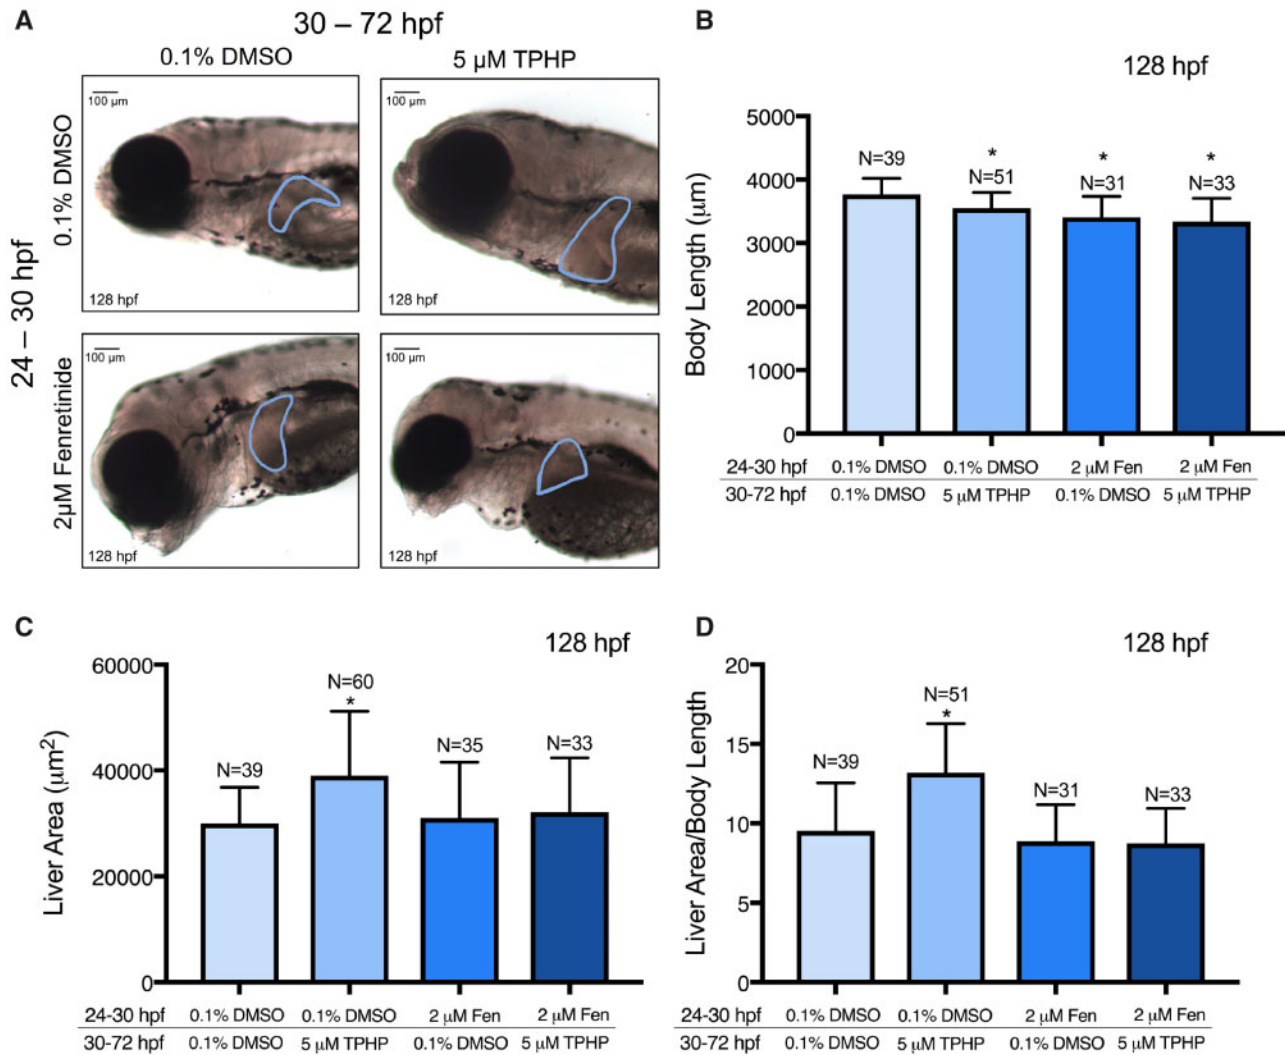 A
30 – 72 hpf
0.1% DMSO
5 µM TPHP
24 – 30 hpf
0.1% DMSO
100 µm
128 hpf
100 µm
128 hpf
2µM Fenretinide
100 µm
128 hpf
100 µm
128 hpf
B
128 hpf
Body Length (µm)
5000
4000
3000
2000
1000
0
N=39
*
N=51
*
N=31
*
N=33
24-30 hpf 0.1% DMSO 0.1% DMSO 2 µM Fen 2 µM Fen
30-72 hpf 0.1% DMSO 5 µM TPHP 0.1% DMSO 5 µM TPHP
C
128 hpf
Liver Area (µm²)
60000
40000
20000
0
N=39
N=60
*
N=35
N=33
24-30 hpf 0.1% DMSO 0.1% DMSO 2 µM Fen 2 µM Fen
30-72 hpf 0.1% DMSO 5 µM TPHP 0.1% DMSO 5 µM TPHP
D
128 hpf
Liver Area/Body Length
20
15
10
5
0
N=39
N=51
*
N=31
N=33
24-30 hpf 0.1% DMSO 0.1% DMSO 2 µM Fen 2 µM Fen
30-72 hpf 0.1% DMSO 5 µM TPHP 0.1% DMSO 5 µM TPHP